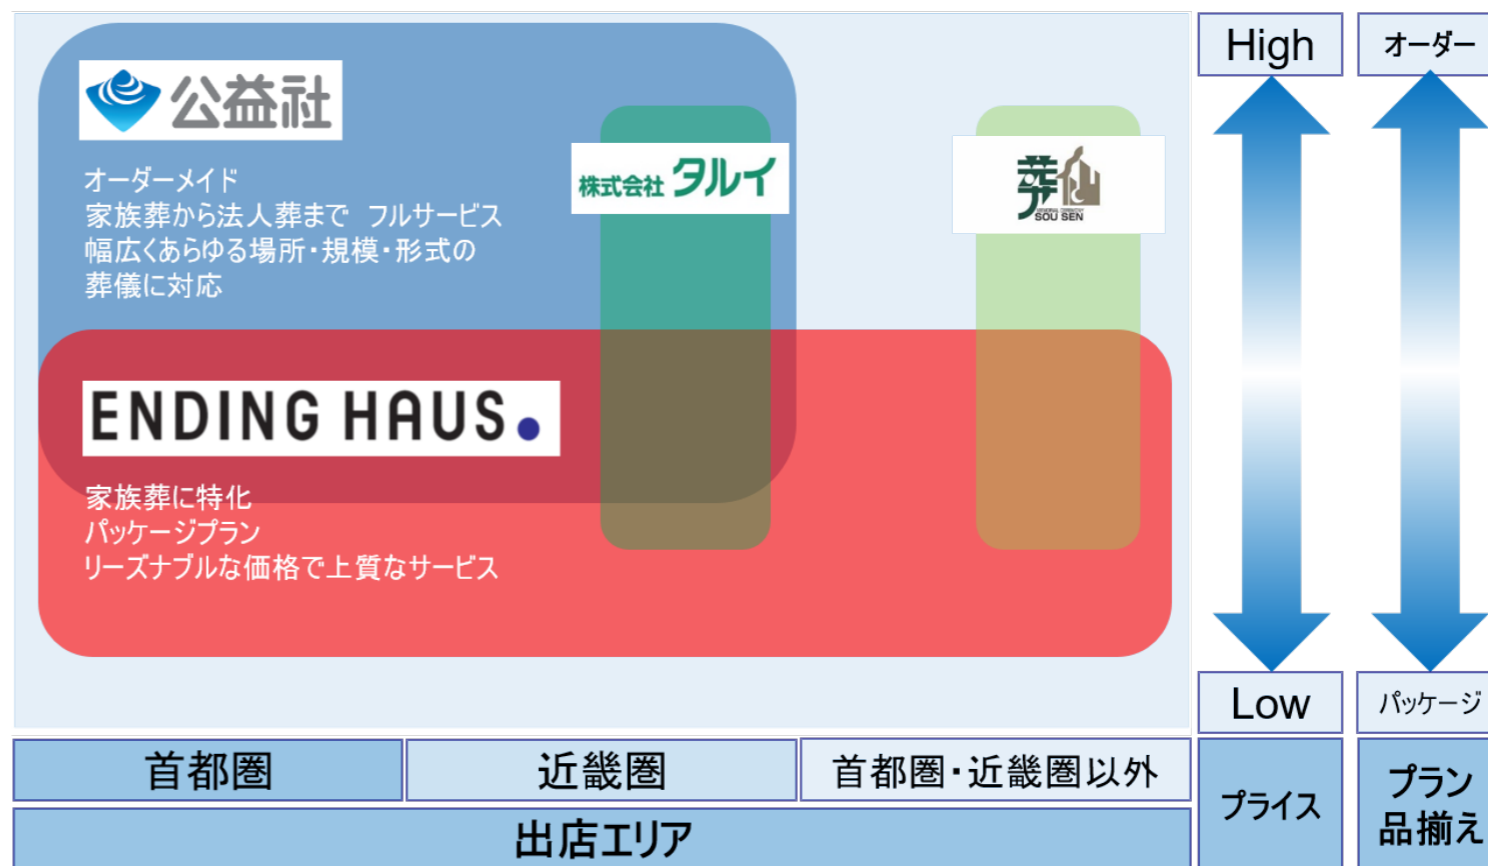 公益社
オーダーメイド
家族葬から法人葬まで　フルサービス
幅広くあらゆる場所・規模・形式の
葬儀に対応
株式会社 タルイ
葬仙
MEMORIAL CEREMONY
SOU SEN
ENDING HAUS.
家族葬に特化
パッケージプラン
リーズナブルな価格で上質なサービス
High
オーダー
Low
パッケージ
首都圏
近畿圏
首都圏・近畿圏以外
出店エリア
プライス
プラン
品揃え